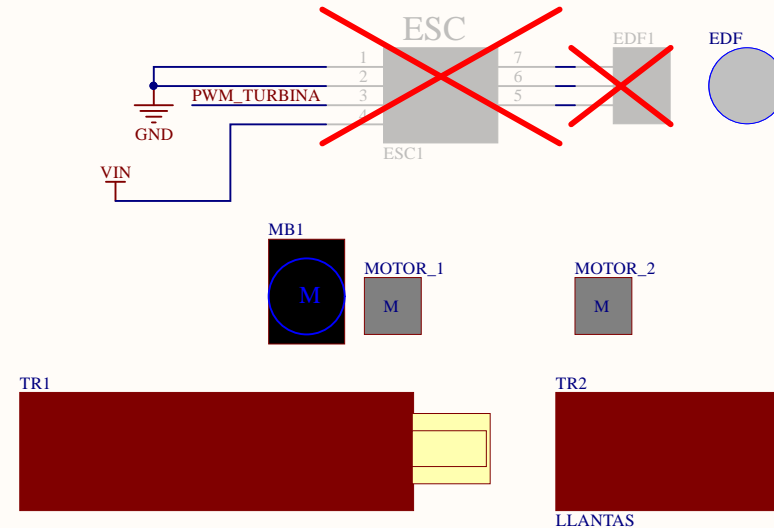 ESC
EDF1
EDF
1
7
2
6
PWM_TURBINA
3
5
4
GND
ESC1
VIN
MB1
M
MOTOR_1
M
MOTOR_2
M
TR1
TR2
LLANTAS